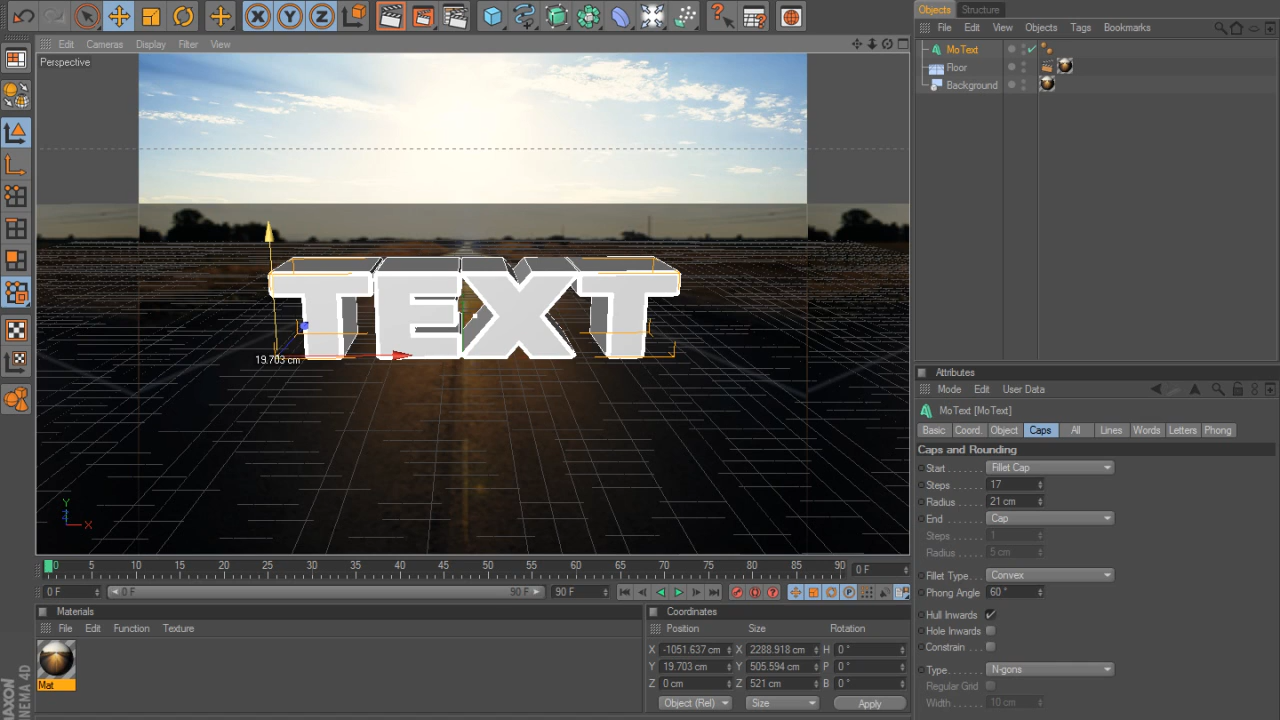 Objects Structure
File Edit View Objects Tags Bookmarks
Edit Cameras Display Filter View
Perspective
MoText
Floor
Background
TEXT
19.703 cm
Y
Z X
Attributes
Mode Edit User Data
MoText [MoText]
Basic Coord. Object Caps All Lines Words Letters Phong
Caps and Rounding
Start Fillet Cap
Steps 17
Radius 21 cm
End Cap
Steps 1
Radius 5 cm
Fillet Type Convex
Phong Angle 60 °
Hull Inwards
Hole Inwards
Constrain
Type N-gons
Regular Grid
Width 10 cm
0 5 10 15 20 25 30 35 40 45 50 55 60 65 70 75 80 85 90 0 F
0 F 0 F 90 F 90 F
Materials
File Edit Function Texture
Mat
Coordinates
Position Size Rotation
X -1051.637 cm X 2288.918 cm H 0 °
Y 19.703 cm Y 505.594 cm P 0 °
Z 0 cm Z 521 cm B 0 °
Object (Rel) Size Apply
MAXON
CINEMA 4D